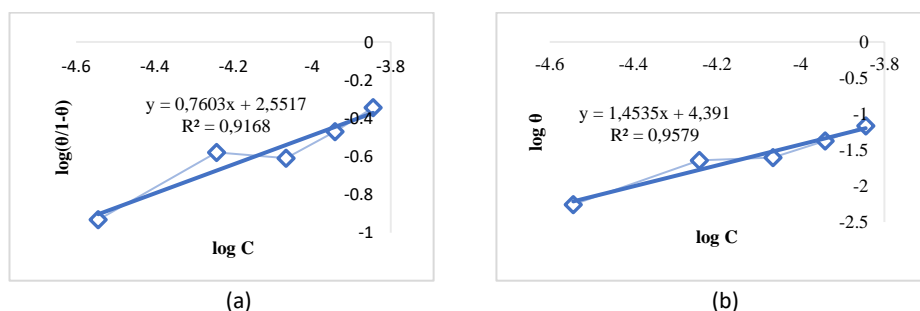 0
-4.6 -4.4 -4.2 -4 -3.8
-0.2
-0.4
-0.6
-0.8
-1
log(θ/1-θ)
y = 0,7603x + 2,5517
R² = 0,9168
log C
(a)
0
-4.6 -4.4 -4.2 -4 -3.8
-0.5
-1
-1.5
-2
-2.5
log θ
y = 1,4535x + 4,391
R² = 0,9579
log C
(b)